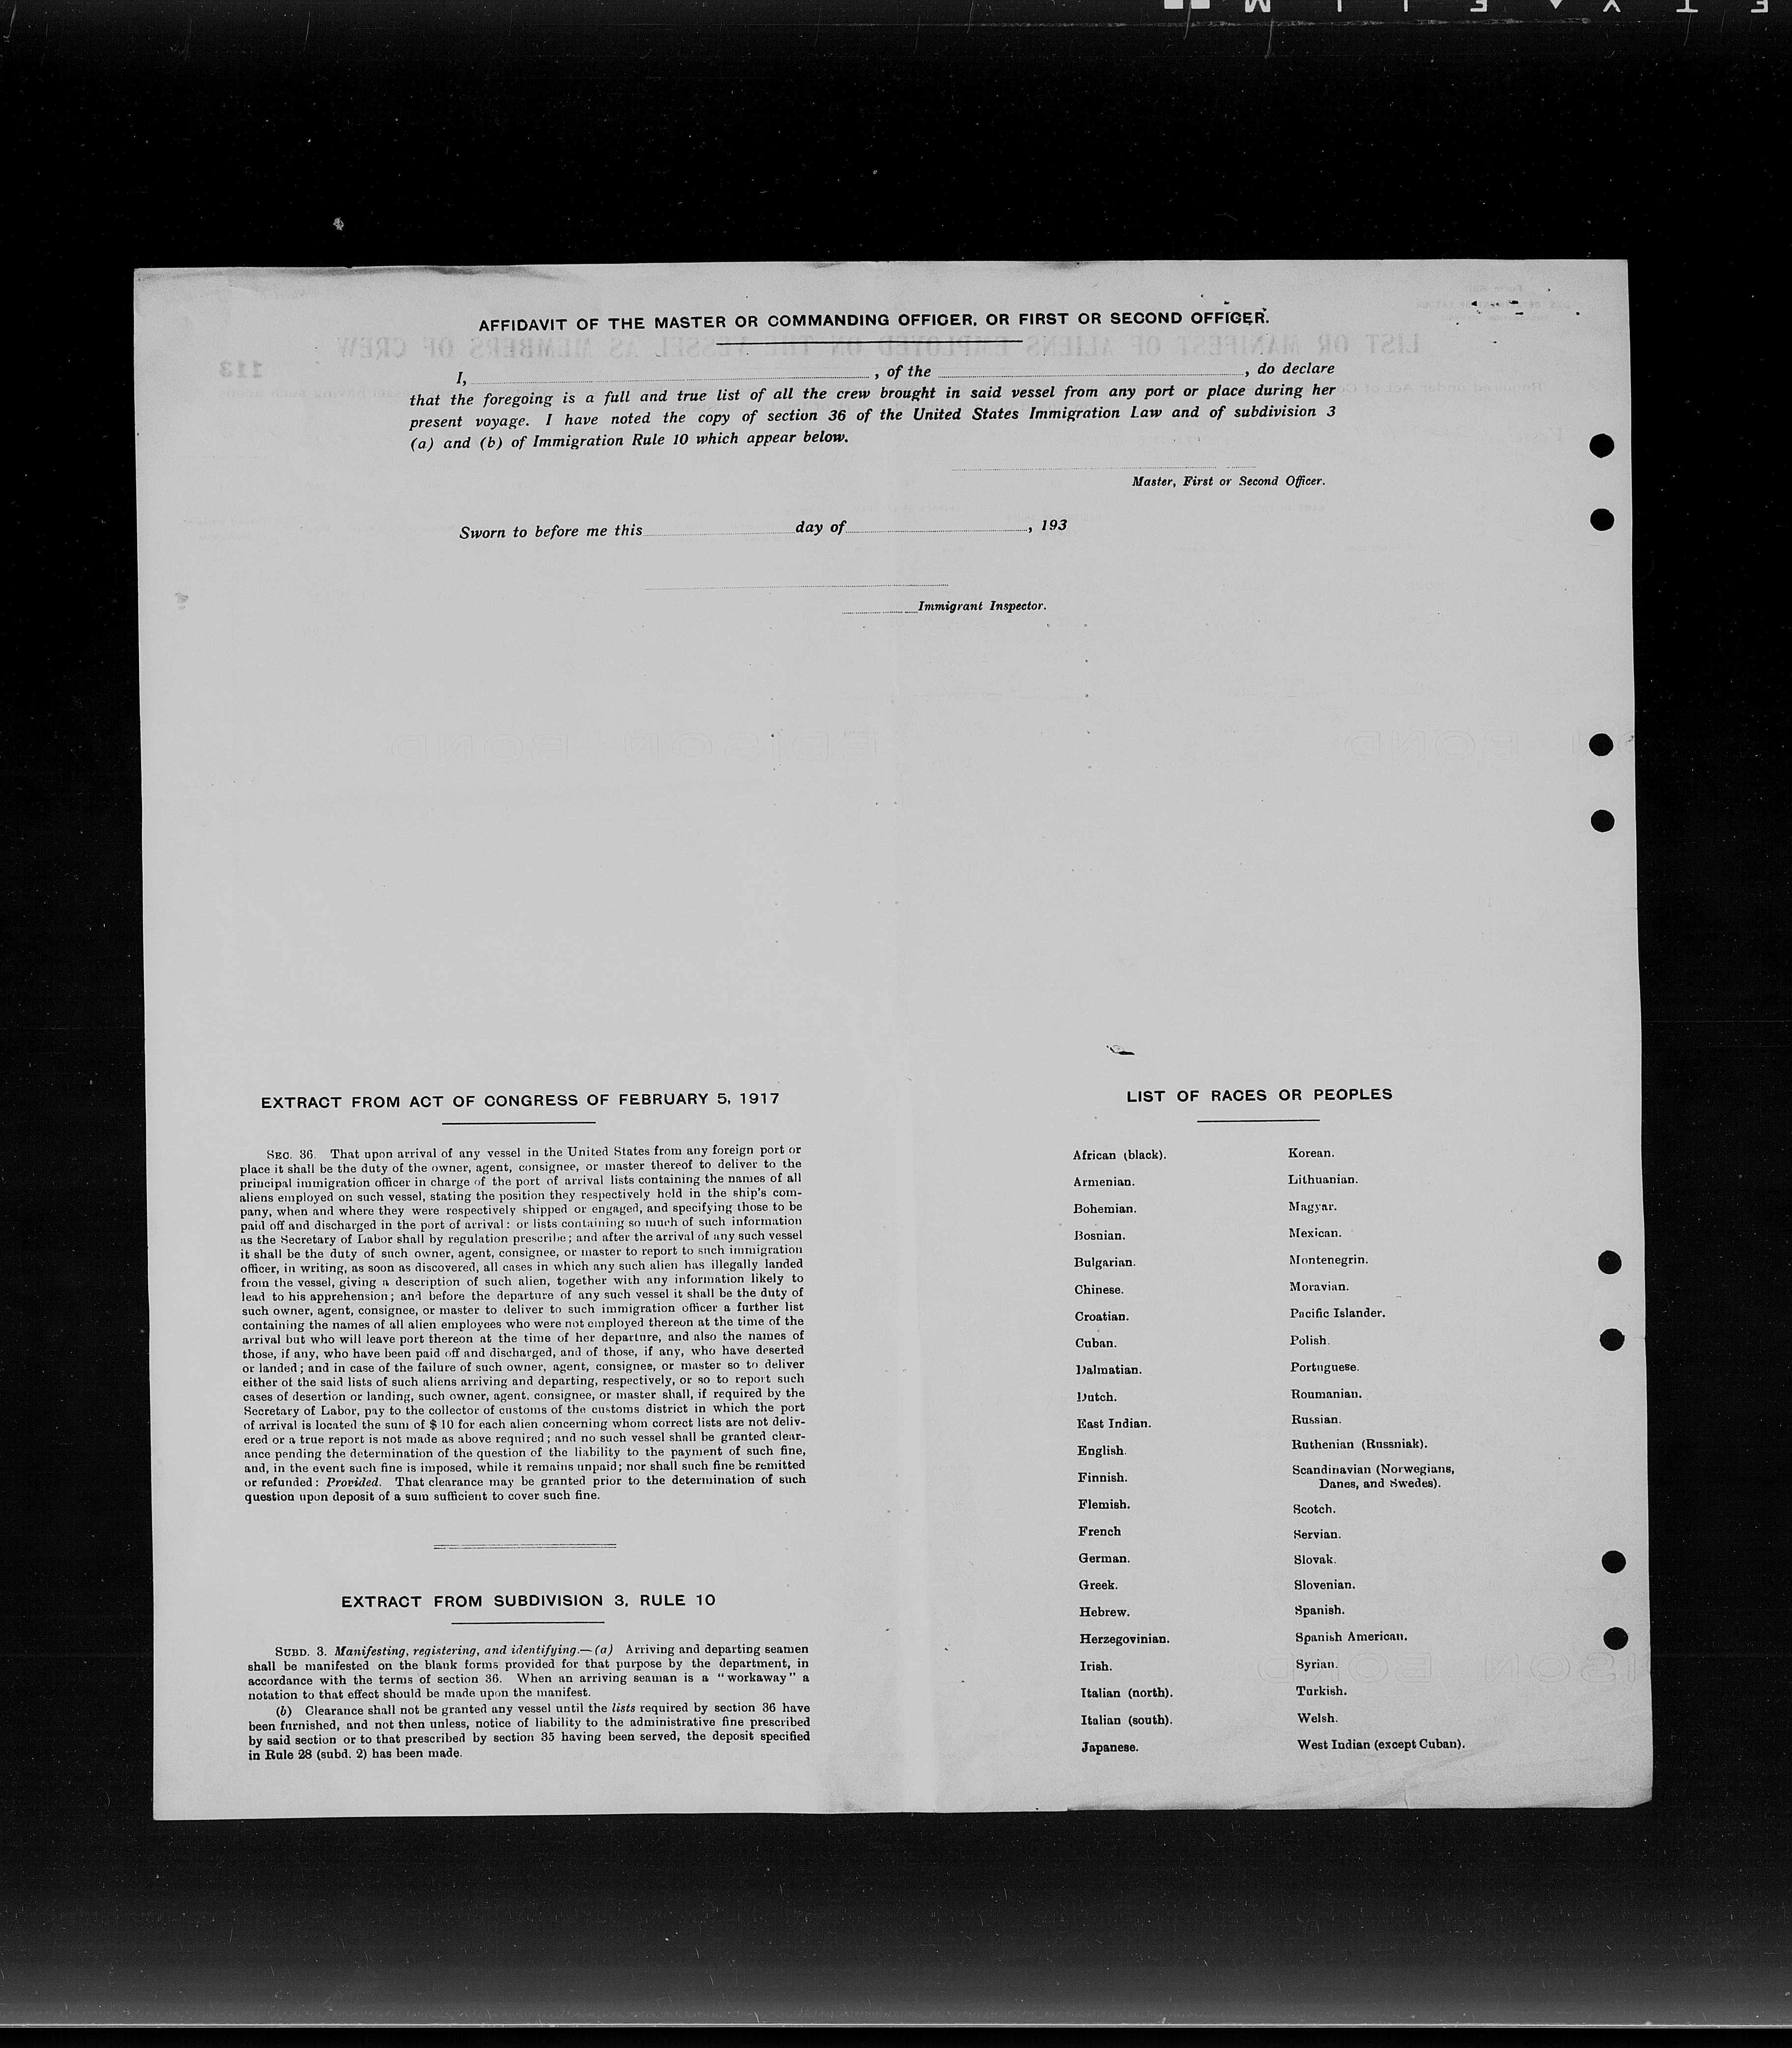 AFFIDAVIT OF THE MASTER OR COMMANDING OFFICER, OR FIRST OR SECOND OFFICER.
I, , of the , do declare
that the foregoing is a full and true list of all the crew brought in said vessel from any port or place during her
present voyage. I have noted the copy of section 36 of the United States Immigration Law and of subdivision 3
(a) and (b) of Immigration Rule 10 which appear below.
Master, First or Second Officer.
Sworn to before me this day of , 193
Immigrant Inspector.
EXTRACT FROM ACT OF CONGRESS OF FEBRUARY 5, 1917
SEC. 36. That upon arrival of any vessel in the United States from any foreign port or
place it shall be the duty of the owner, agent, consignee, or master thereof to deliver to the
principal immigration officer in charge of the port of arrival lists containing the names of all
aliens employed on such vessel, stating the position they respectively hold in the ship's com-
pany, when and where they were respectively shipped or engaged, and specifying those to be
paid off and discharged in the port of arrival: or lists containing so much of such information
as the Secretary of Labor shall by regulation prescribe; and after the arrival of any such vessel
it shall be the duty of such owner, agent, consignee, or master to report to such immigration
officer, in writing, as soon as discovered, all cases in which any such alien has illegally landed
from the vessel, giving a description of such alien, together with any information likely to
lead to his apprehension; and before the departure of any such vessel it shall be the duty of
such owner, agent, consignee, or master to deliver to such immigration officer a further list
containing the names of all alien employees who were not employed thereon at the time of the
arrival but who will leave port thereon at the time of her departure, and also the names of
those, if any, who have been paid off and discharged, and of those, if any, who have deserted
or landed; and in case of the failure of such owner, agent, consignee, or master so to deliver
either of the said lists of such aliens arriving and departing, respectively, or so to report such
cases of desertion or landing, such owner, agent, consignee, or master shall, if required by the
Secretary of Labor, pay to the collector of customs of the customs district in which the port
of arrival is located the sum of $ 10 for each alien concerning whom correct lists are not deliv-
ered or a true report is not made as above required; and no such vessel shall be granted clear-
ance pending the determination of the question of the liability to the payment of such fine,
and, in the event such fine is imposed, while it remains unpaid; nor shall such fine be remitted
or refunded: Provided. That clearance may be granted prior to the determination of such
question upon deposit of a sum sufficient to cover such fine.
EXTRACT FROM SUBDIVISION 3, RULE 10
SUBD. 3. Manifesting, registering, and identifying.—(a) Arriving and departing seamen
shall be manifested on the blank forms provided for that purpose by the department, in
accordance with the terms of section 36. When an arriving seaman is a "workaway" a
notation to that effect should be made upon the manifest.
(b) Clearance shall not be granted any vessel until the lists required by section 36 have
been furnished, and not then unless, notice of liability to the administrative fine prescribed
by said section or to that prescribed by section 35 having been served, the deposit specified
in Rule 28 (subd. 2) has been made.
LIST OF RACES OR PEOPLES
African (black).
Armenian.
Bohemian.
Bosnian.
Bulgarian.
Chinese.
Croatian.
Cuban.
Dalmatian.
Dutch.
East Indian.
English.
Finnish.
Flemish.
French
German.
Greek.
Hebrew.
Herzegovinian.
Irish.
Italian (north).
Italian (south).
Japanese.
Korean.
Lithuanian.
Magyar.
Mexican.
Montenegrin.
Moravian.
Pacific Islander.
Polish.
Portuguese.
Roumanian.
Russian.
Ruthenian (Russniak).
Scandinavian (Norwegians,
Danes, and Swedes).
Scotch.
Servian.
Slovak.
Slovenian.
Spanish.
Spanish American.
Syrian.
Turkish.
Welsh.
West Indian (except Cuban).